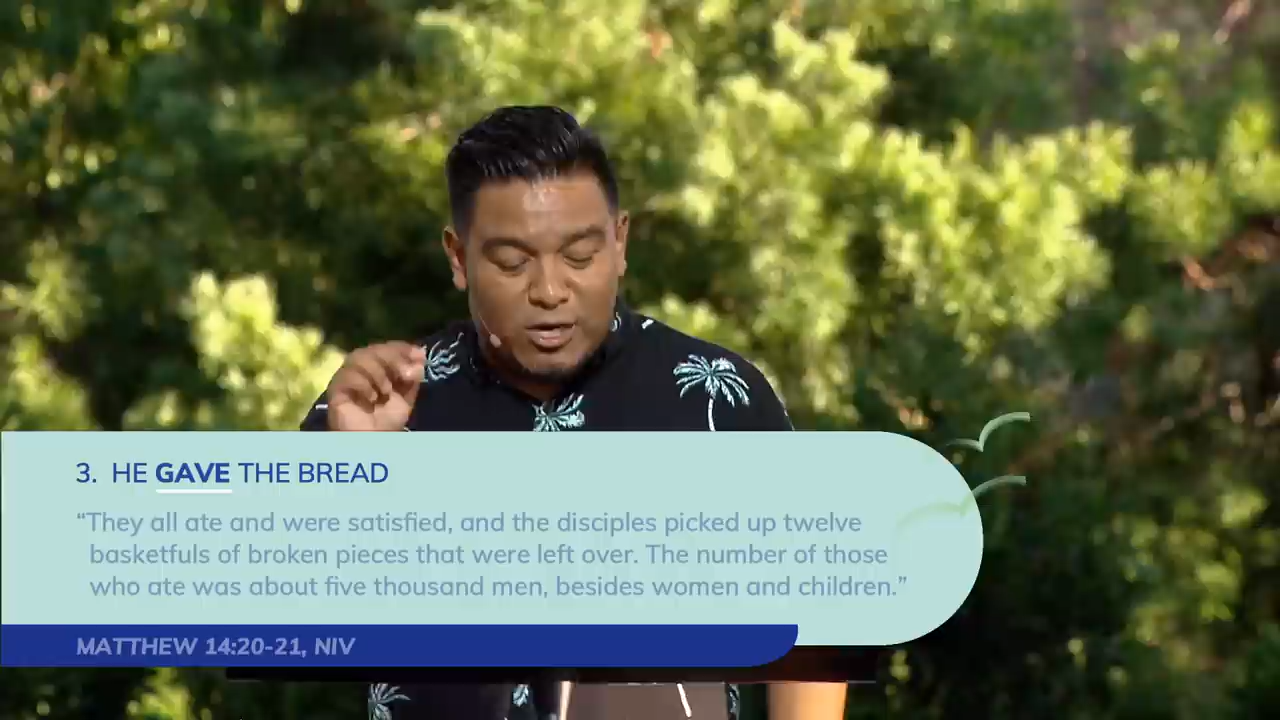 3. HE GAVE THE BREAD
“They all ate and were satisfied, and the disciples picked up twelve
basketfuls of broken pieces that were left over. The number of those
who ate was about five thousand men, besides women and children.”
MATTHEW 14:20-21, NIV